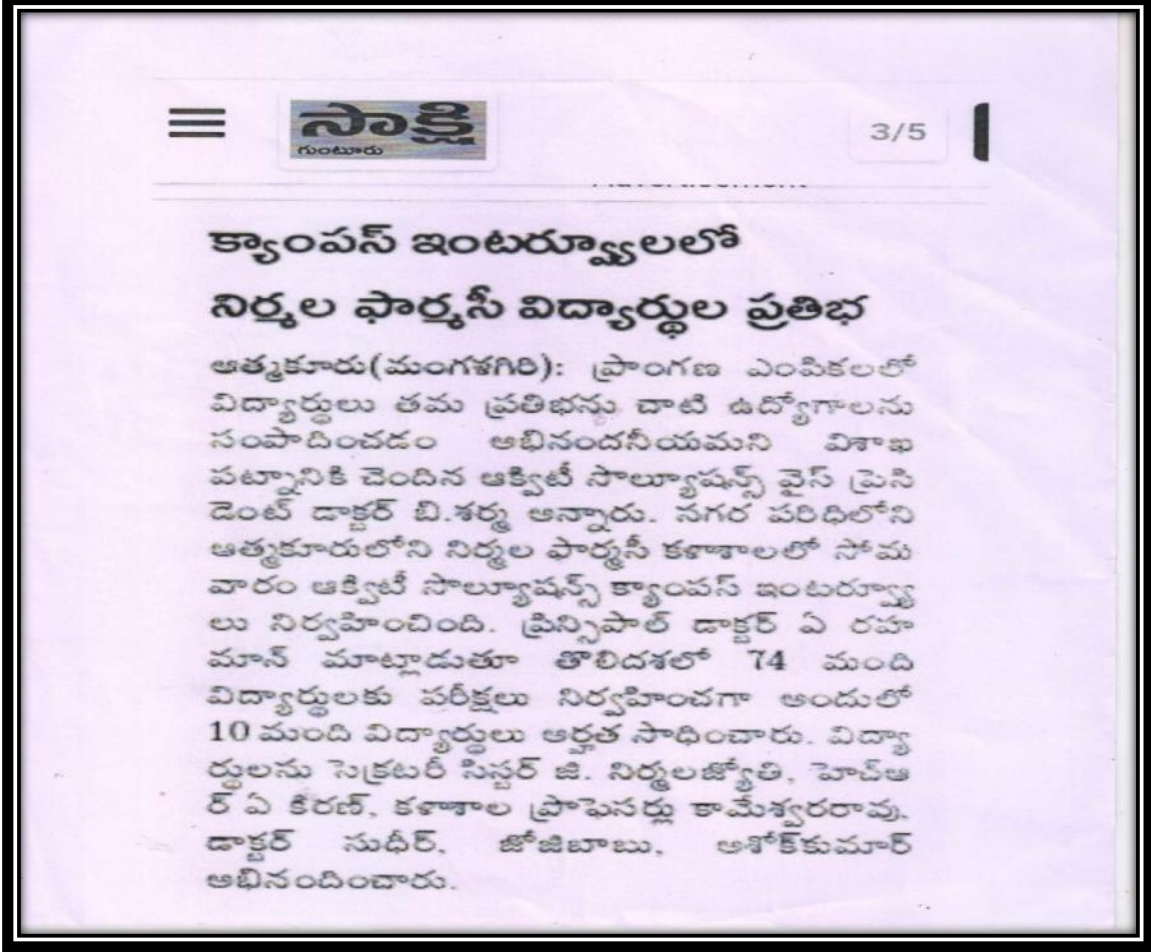 సాక్షి
గుంటూరు
3/5
క్యాంపస్ ఇంటర్వ్యూలలో
నిర్మల ఫార్మసీ విద్యార్థుల ప్రతిభ
ఆత్మకూరు(మంగళగిరి): ప్రాంగణ ఎంపికలలో
విద్యార్థులు తమ ప్రతిభను చాటి ఉద్యోగాలను
సంపాదించడం అభినందనీయమని విశాఖ
పట్నానికి చెందిన ఆక్విటీ సొల్యూషన్స్ వైస్ ప్రెసి
డెంట్ డాక్టర్ బి.శర్మ అన్నారు. నగర పరిధిలోని
ఆత్మకూరులోని నిర్మల ఫార్మసీ కళాశాలలో సోమ
వారం ఆక్విటీ సొల్యూషన్స్ క్యాంపస్ ఇంటర్వ్యూ
లు నిర్వహించింది. ప్రిన్సిపాల్ డాక్టర్ ఏ రహ
మాన్ మాట్లాడుతూ తొలిదశలో 74 మంది
విద్యార్థులకు పరీక్షలు నిర్వహించగా అందులో
10 మంది విద్యార్థులు అర్హత సాధించారు. విద్యా
ర్థులను సెక్రటరీ సిస్టర్ జి. నిర్మలజ్యోతి, హెచ్ఆ
ర్ ఏ కిరణ్, కళాశాల ప్రొఫెసర్లు కామేశ్వరరావు,
డాక్టర్ సుధీర్, జోజిబాబు, అశోక్‌కుమార్
అభినందించారు.